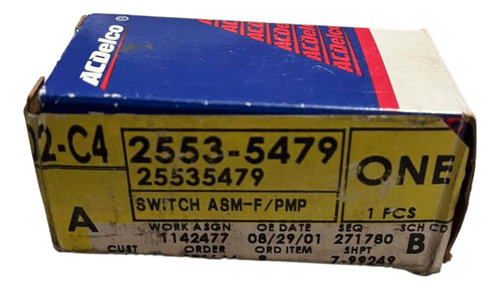 ACDelco
ACDelco
02-C4
2553-5479
25535479
ONE
A
SWITCH ASM-F/PMP
1 PCS
WORK ASGN OE DATE SEQ SCH CD
1142477 08/29/01 271780 B
CUST ORDER ORD ITEM SHPT
7-99249